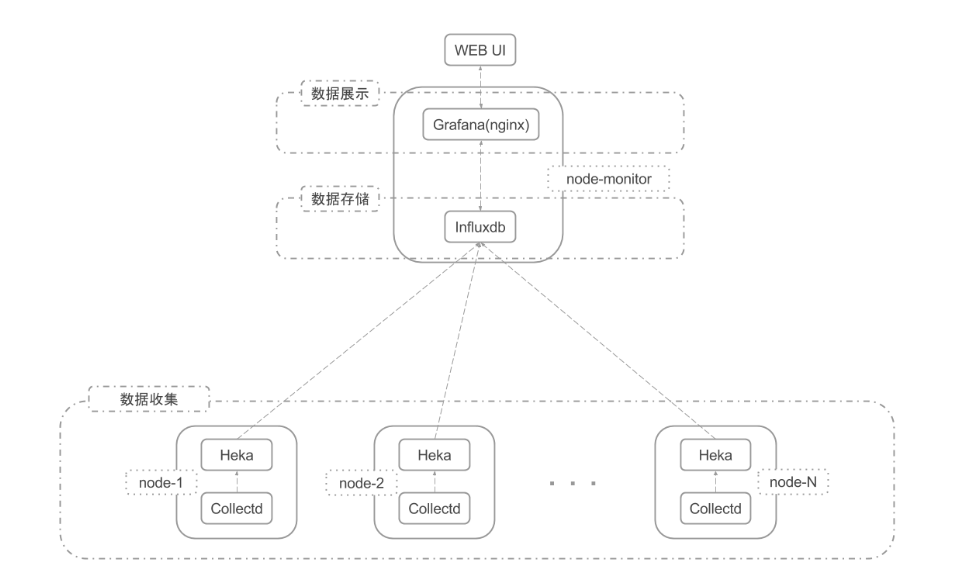 WEB UI
数据展示
Grafana(nginx)
node-monitor
数据存储
Influxdb
数据收集
Heka
Heka
Heka
node-1
node-2
. . .
node-N
Collectd
Collectd
Collectd